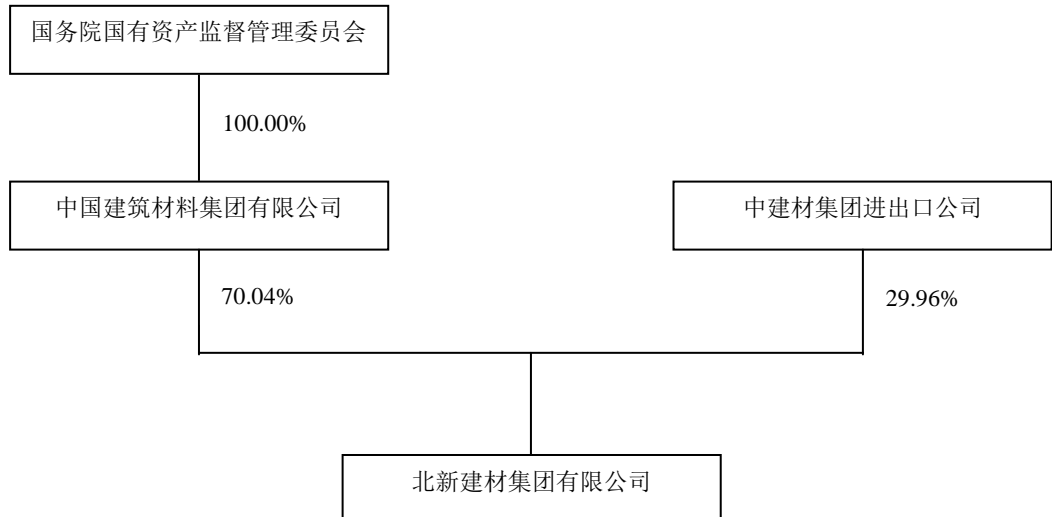 国务院国有资产监督管理委员会
100.00%
中国建筑材料集团有限公司
中建材集团进出口公司
70.04%
29.96%
北新建材集团有限公司